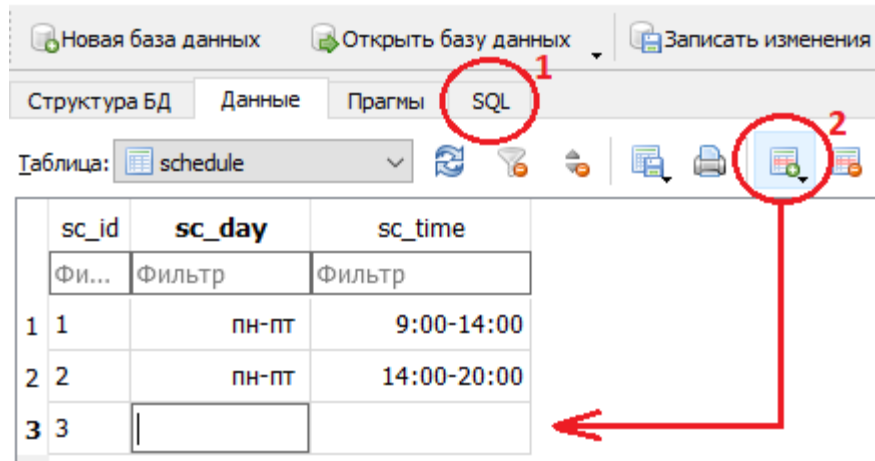 Новая база данных Открыть базу данных Записать изменения
1
Структура БД Данные Прагмы SQL
2
Таблица: schedule
sc_id sc_day sc_time
Фи... Фильтр Фильтр
1 1 пн-пт 9:00-14:00
2 2 пн-пт 14:00-20:00
3 3